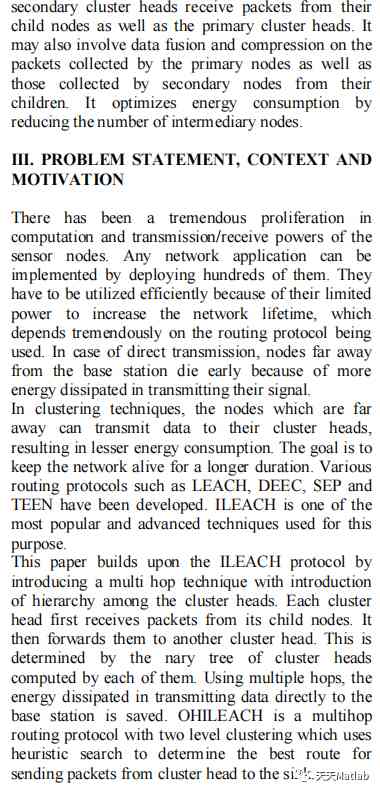 secondary cluster heads receive packets from their
child nodes as well as the primary cluster heads. It
may also involve data fusion and compression on the
packets collected by the primary nodes as well as
those collected by secondary nodes from their
children. It optimizes energy consumption by
reducing the number of intermediary nodes.
III. PROBLEM STATEMENT, CONTEXT AND
MOTIVATION
There has been a tremendous proliferation in
computation and transmission/receive powers of the
sensor nodes. Any network application can be
implemented by deploying hundreds of them. They
have to be utilized efficiently because of their limited
power to increase the network lifetime, which
depends tremendously on the routing protocol being
used. In case of direct transmission, nodes far away
from the base station die early because of more
energy dissipated in transmitting their signal.
In clustering techniques, the nodes which are far
away can transmit data to their cluster heads,
resulting in lesser energy consumption. The goal is to
keep the network alive for a longer duration. Various
routing protocols such as LEACH, DEEC, SEP and
TEEN have been developed. ILEACH is one of the
most popular and advanced techniques used for this
purpose.
This paper builds upon the ILEACH protocol by
introducing a multi hop technique with introduction
of hierarchy among the cluster heads. Each cluster
head first receives packets from its child nodes. It
then forwards them to another cluster head. This is
determined by the nary tree of cluster heads
computed by each of them. Using multiple hops, the
energy dissipated in transmitting data directly to the
base station is saved. OHILEACH is a multihop
routing protocol with two level clustering which uses
heuristic search to determine the best route for
sending packets from cluster head to the
天天Matlab